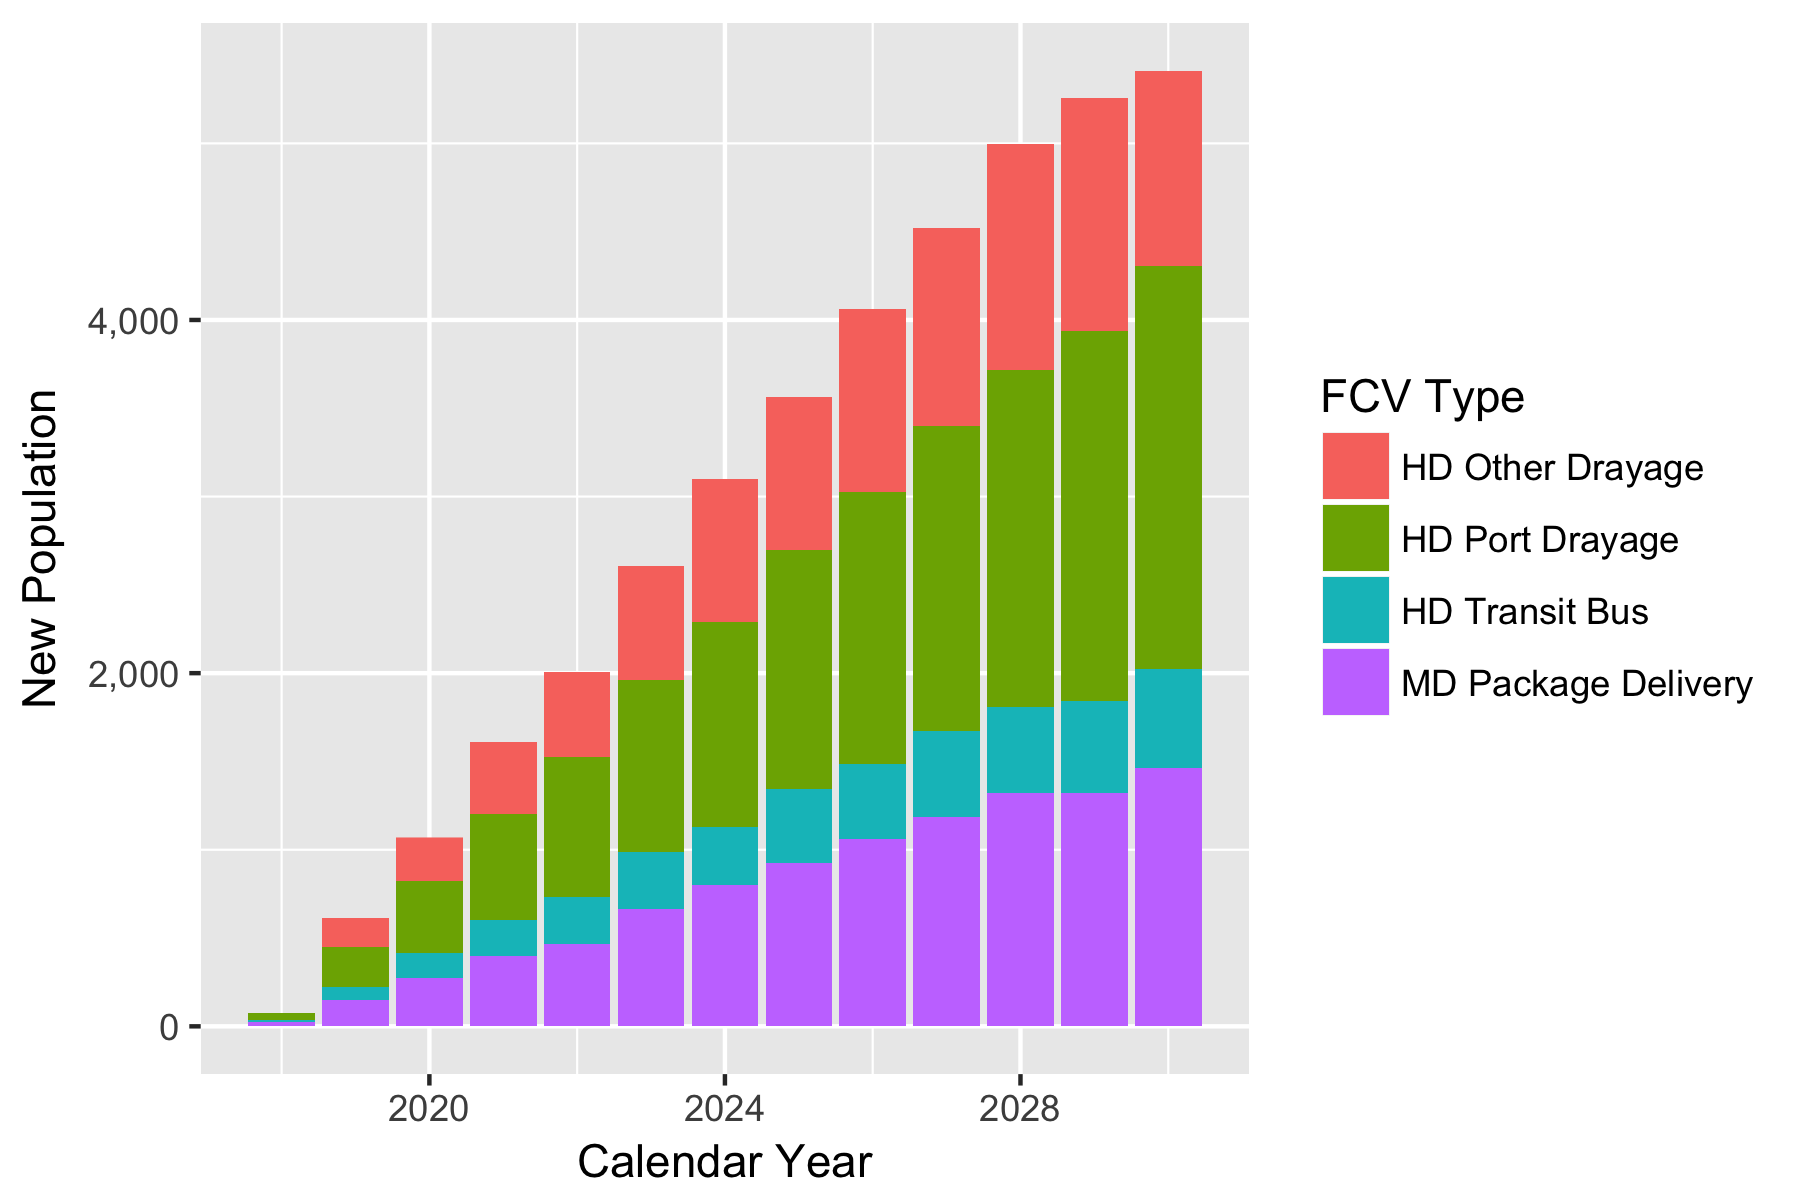 New Population
4,000
2,000
0
2020 2024 2028
Calendar Year
FCV Type
HD Other Drayage
HD Port Drayage
HD Transit Bus
MD Package Delivery